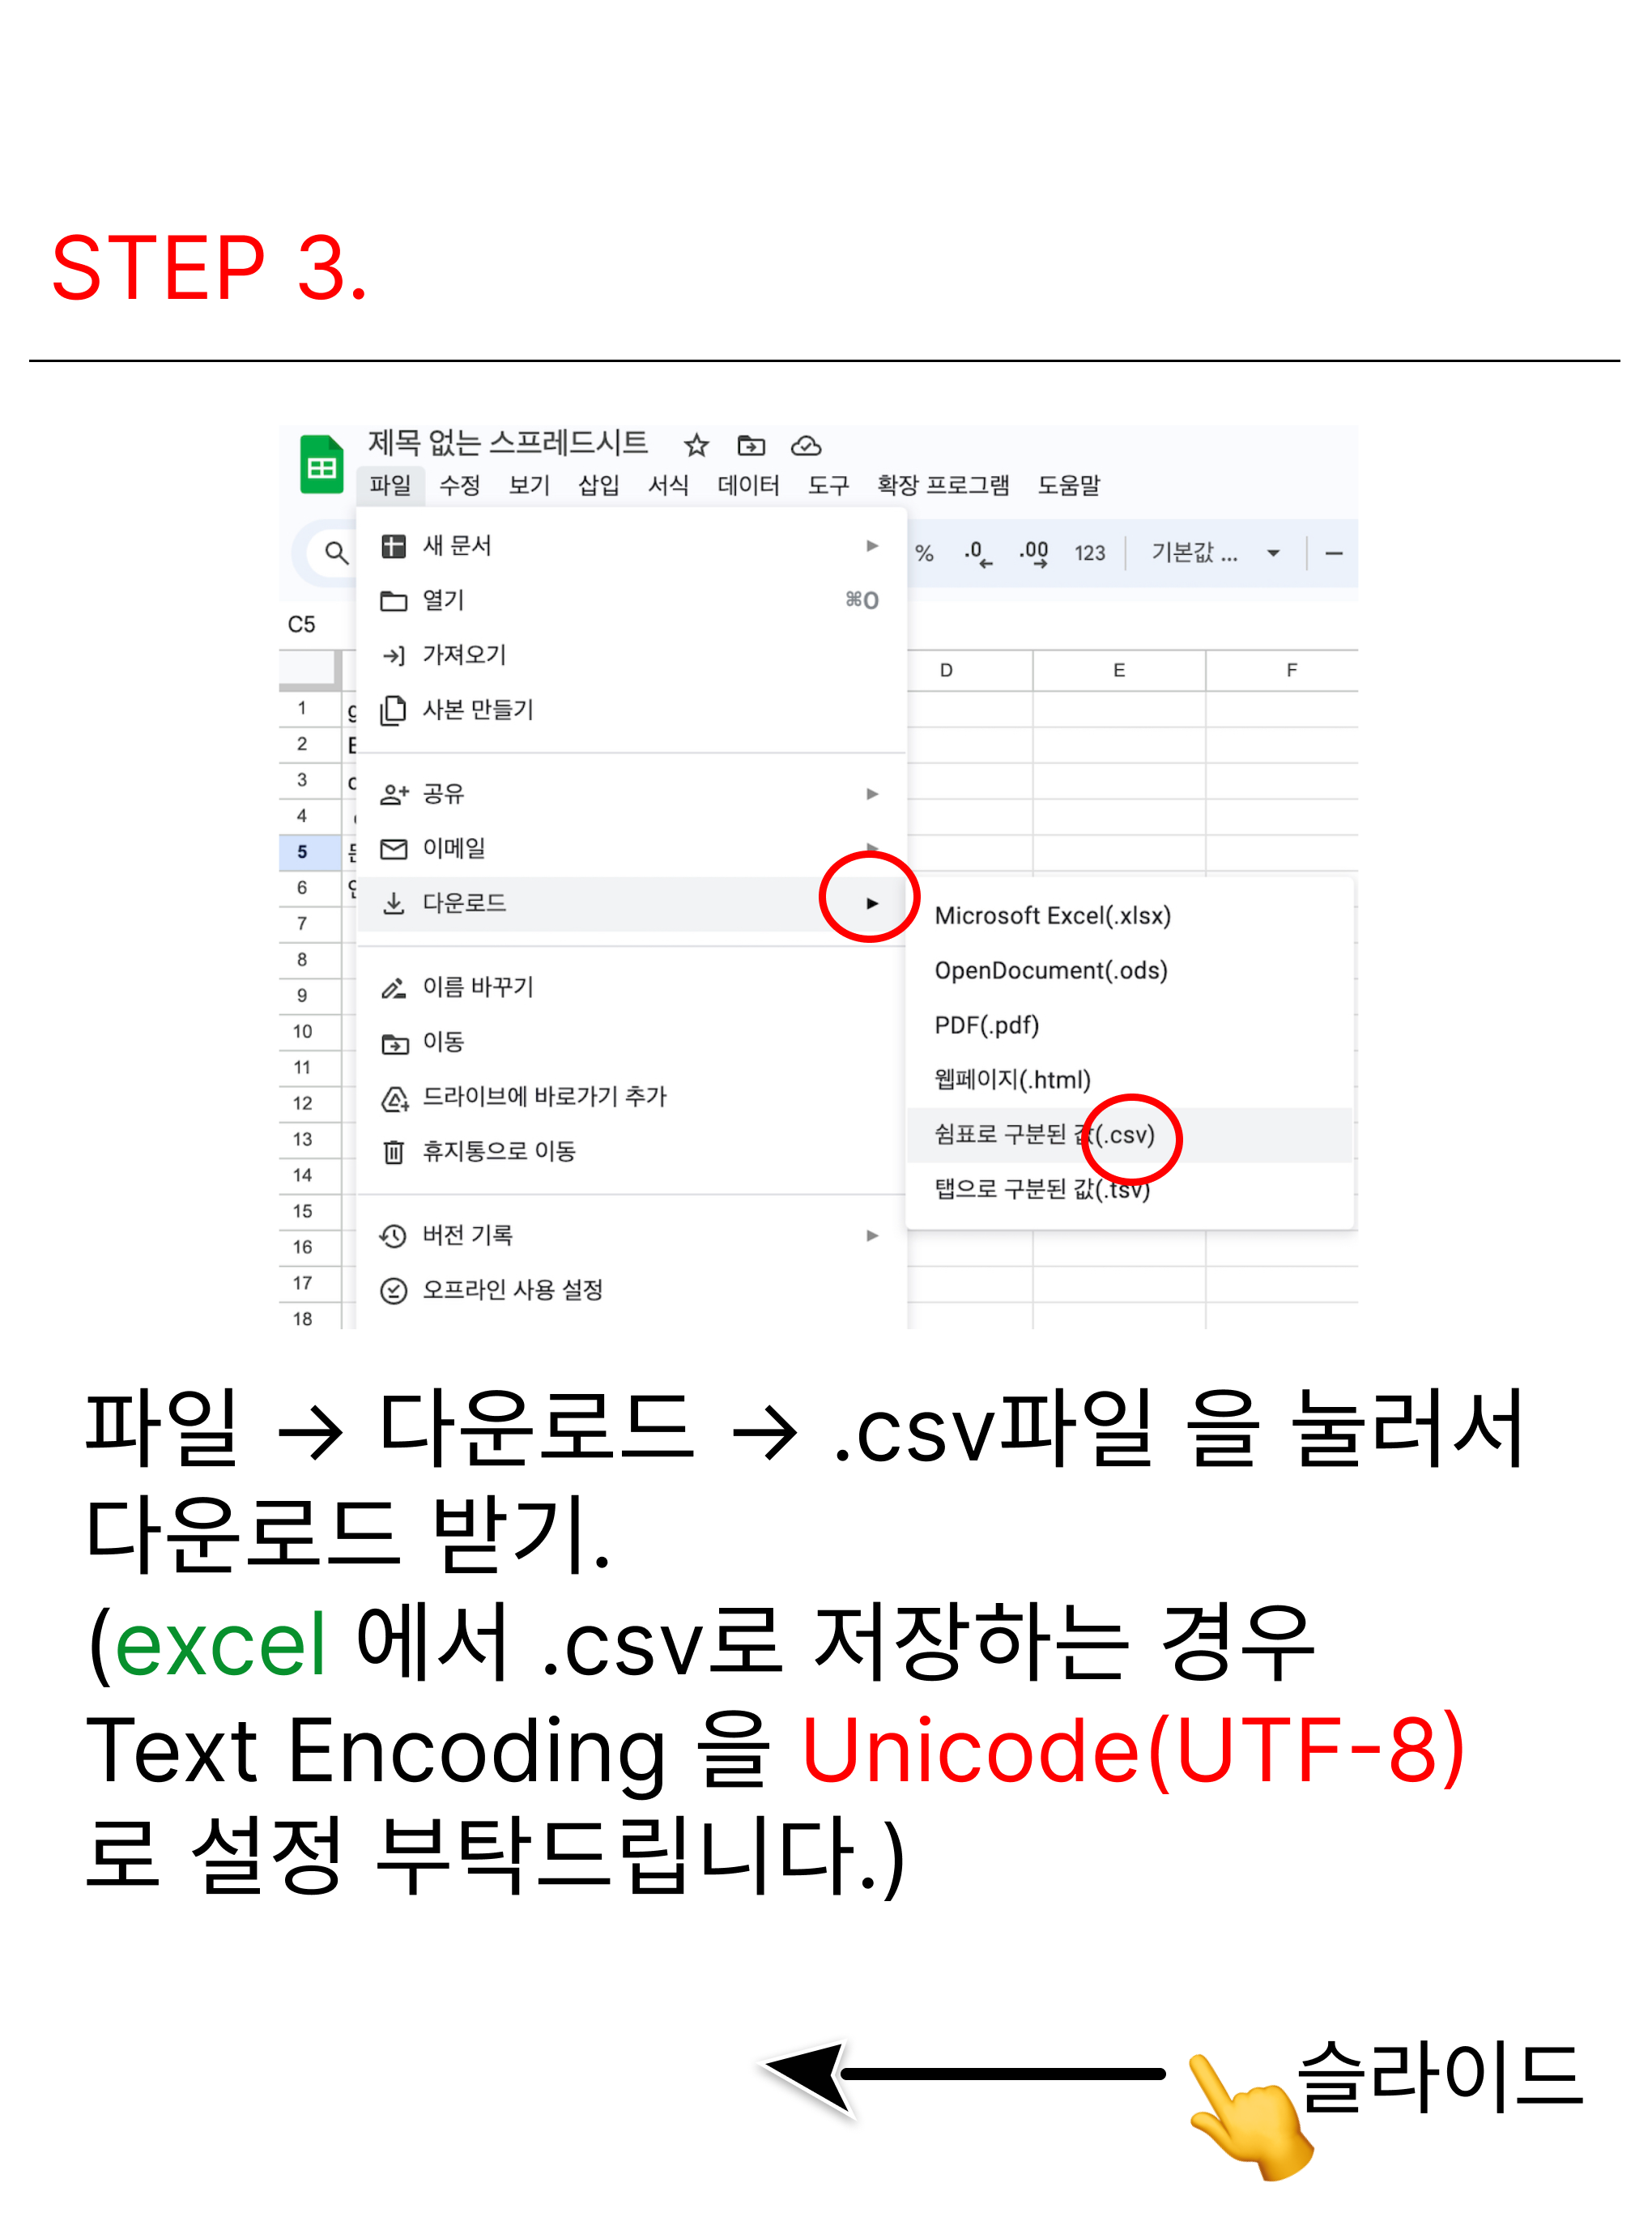 STEP 3.
제목 없는 스프레드시트
파일 수정 보기 삽입 서식 데이터 도구 확장 프로그램 도움말
% .0 .00 123 기본값 ...
C5
D E F
새 문서
열기 ⌘O
가져오기
사본 만들기
공유
이메일
다운로드
이름 바꾸기
이동
드라이브에 바로가기 추가
휴지통으로 이동
버전 기록
오프라인 사용 설정
Microsoft Excel(.xlsx)
OpenDocument(.ods)
PDF(.pdf)
웹페이지(.html)
쉼표로 구분된 값(.csv)
탭으로 구분된 값(.tsv)
1
2
3
4
5
6
7
8
9
10
11
12
13
14
15
16
17
18
파일 → 다운로드 → .csv파일 을 눌러서
다운로드 받기.
(excel 에서 .csv로 저장하는 경우
Text Encoding 을 Unicode(UTF-8)
로 설정 부탁드립니다.)
슬라이드